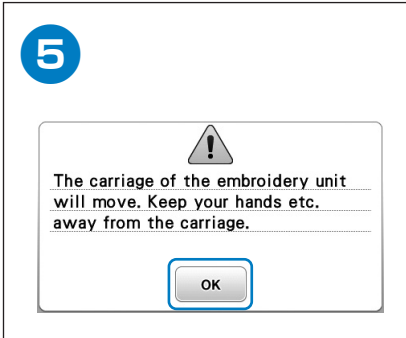 5
The carriage of the embroidery unit
will move. Keep your hands etc.
away from the carriage.
OK